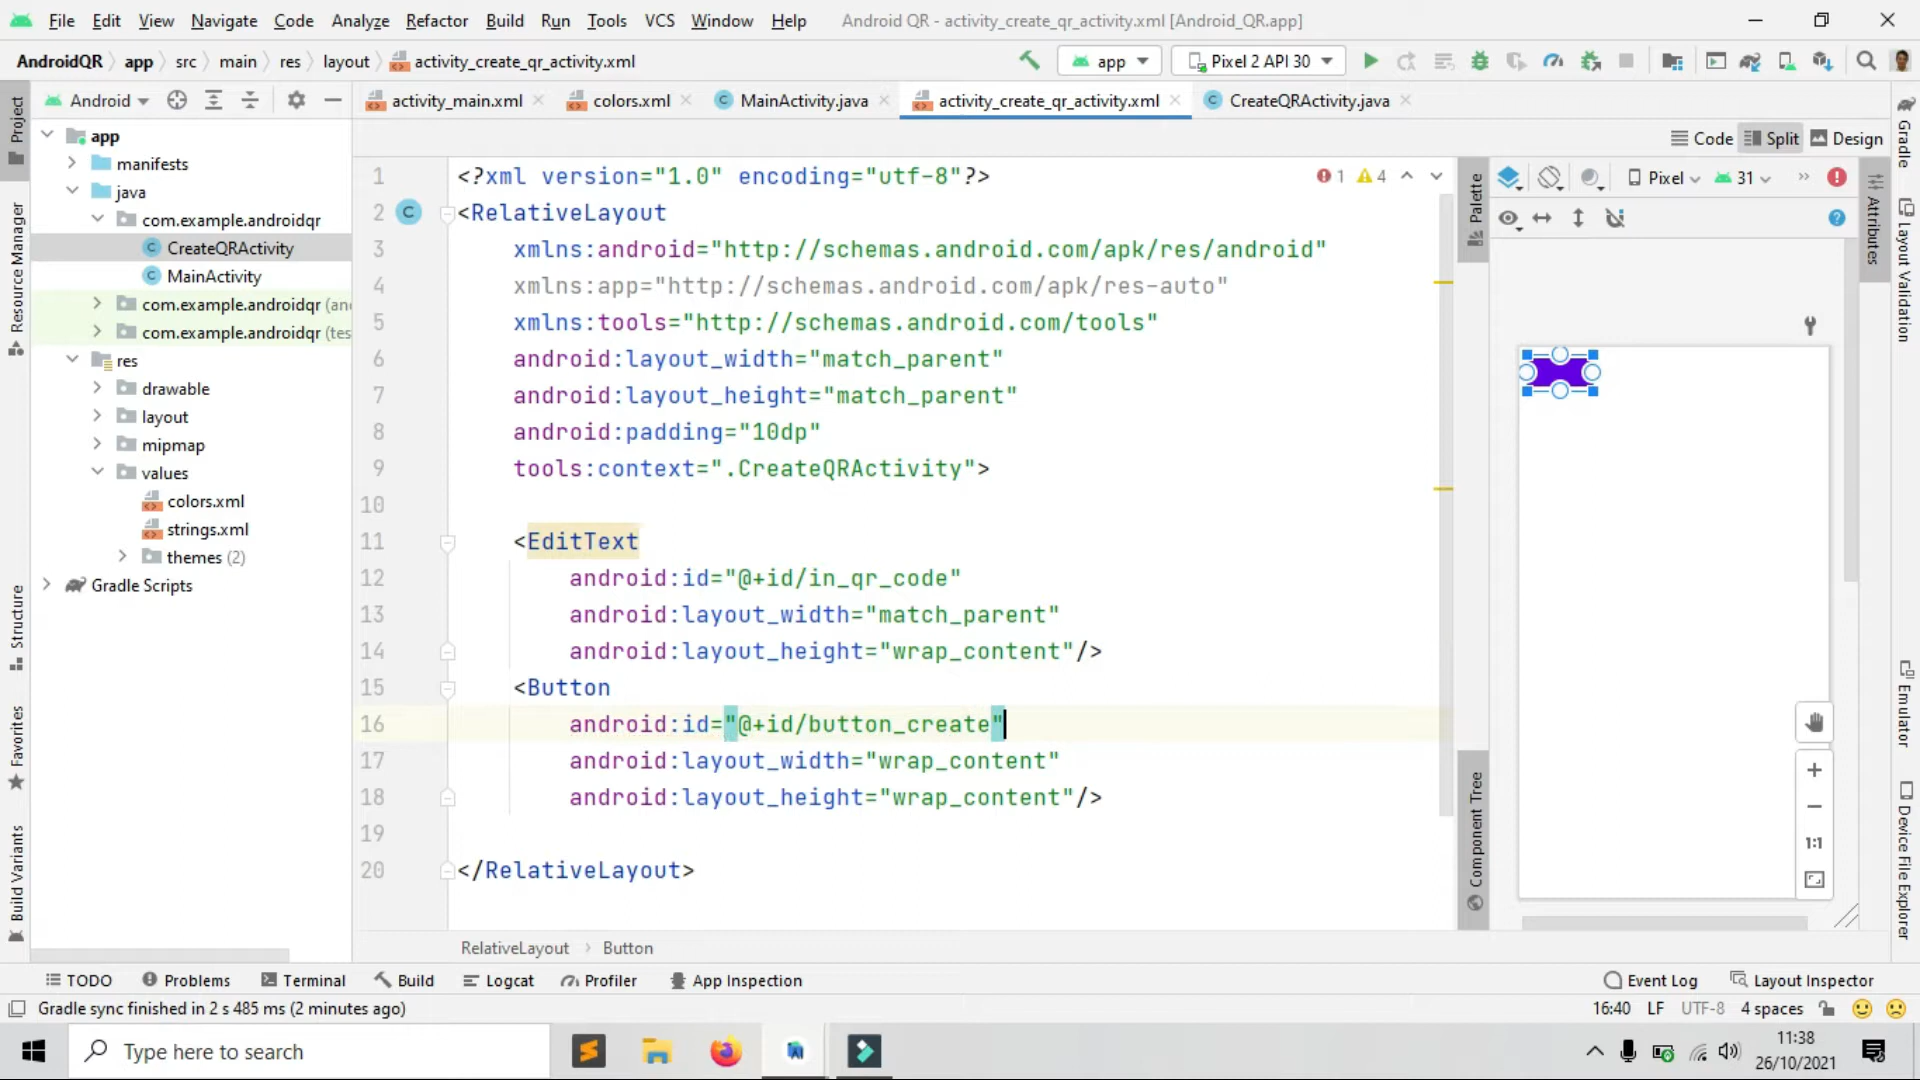 File Edit View Navigate Code Analyze Refactor Build Run Tools VCS Window Help Android QR - activity_create_qr_activity.xml [Android_QR.app]
AndroidQR app src main res layout activity_create_qr_activity.xml app Pixel 2 API 30
Android activity_main.xml colors.xml MainActivity.java activity_create_qr_activity.xml CreateQRActivity.java
Code Split Design
Project
Resource Manager
Structure
Favorites
Build Variants
app
manifests
java
com.example.androidqr
CreateQRActivity
MainActivity
com.example.androidqr (and
com.example.androidqr (tes
res
drawable
layout
mipmap
values
colors.xml
strings.xml
themes (2)
Gradle Scripts
1 <?xml version="1.0" encoding="utf-8"?>
2 <RelativeLayout
3 xmlns:android="http://schemas.android.com/apk/res/android"
4 xmlns:app="http://schemas.android.com/apk/res-auto"
5 xmlns:tools="http://schemas.android.com/tools"
6 android:layout_width="match_parent"
7 android:layout_height="match_parent"
8 android:padding="10dp"
9 tools:context=".CreateQRActivity">
10
11 <EditText
12 android:id="@+id/in_qr_code"
13 android:layout_width="match_parent"
14 android:layout_height="wrap_content"/>
15 <Button
16 android:id="@+id/button_create"
17 android:layout_width="wrap_content"
18 android:layout_height="wrap_content"/>
19
20 </RelativeLayout>
1 4
RelativeLayout Button
Palette
Component Tree
Pixel 31
1:1
Attributes
Gradle
Layout Validation
Emulator
Device File Explorer
TODO Problems Terminal Build Logcat Profiler App Inspection Event Log Layout Inspector
Gradle sync finished in 2 s 485 ms (2 minutes ago) 16:40 LF UTF-8 4 spaces
Type here to search
11:38
26/10/2021